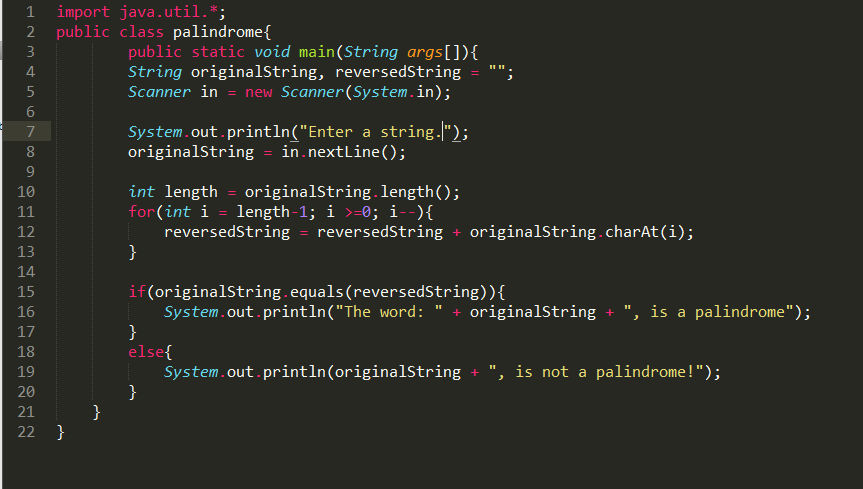 1 import java.util.*;
2 public class palindrome{
3 public static void main(String args[]){
4 String originalString, reversedString = "";
5 Scanner in = new Scanner(System.in);
6
7 System.out.println("Enter a string.");
8 originalString = in.nextLine();
9
10 int length = originalString.length();
11 for(int i = length-1; i >=0; i--){
12 reversedString = reversedString + originalString.charAt(i);
13 }
14
15 if(originalString.equals(reversedString)){
16 System.out.println("The word: " + originalString + ", is a palindrome");
17 }
18 else{
19 System.out.println(originalString + ", is not a palindrome!");
20 }
21 }
22 }